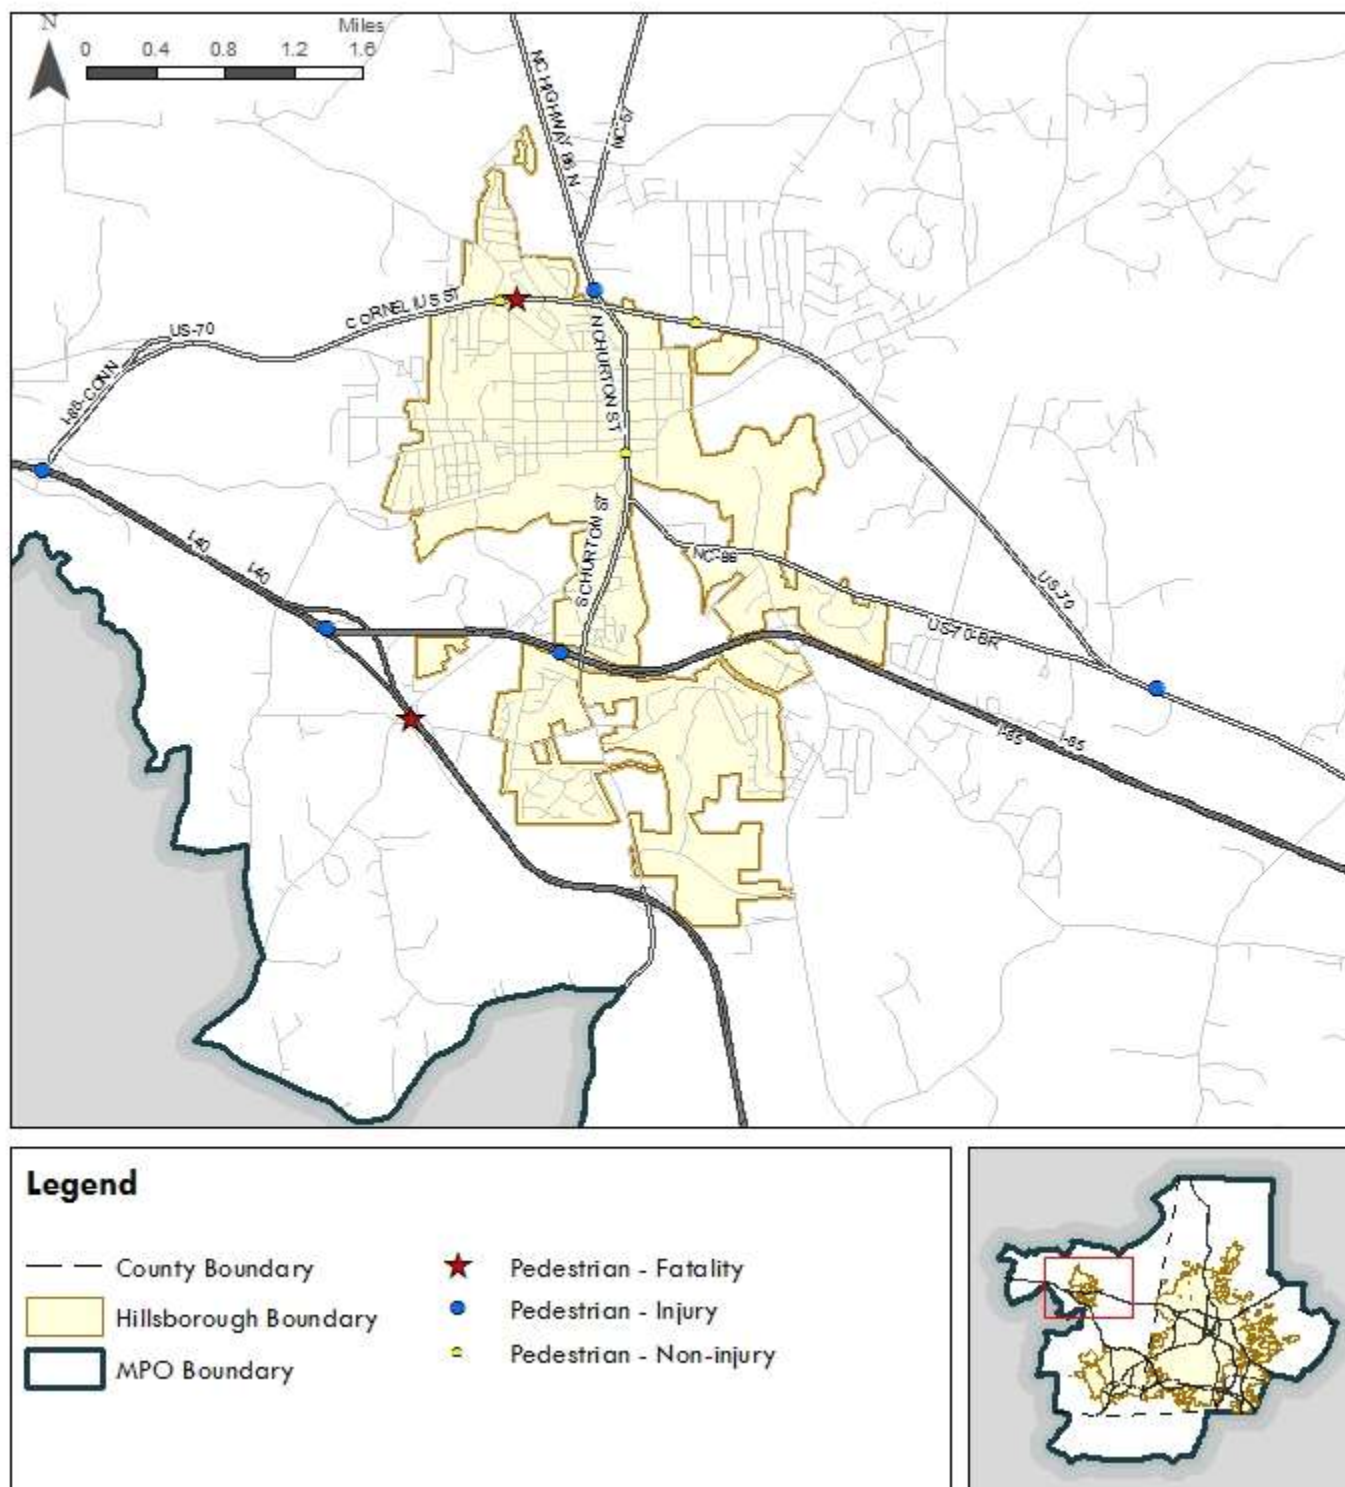 N
Miles
0 0.4 0.8 1.2 1.6
NC HIGHWAY 86 N
NC-57
CORNELIUS ST
US-70
I-85-CONN
N CHURTON ST
S CHURTON ST
I-40
I-40
NC-86
US-70
US-70-BR
I-85
I-85
Legend
County Boundary
Hillsborough Boundary
MPO Boundary
Pedestrian - Fatality
Pedestrian - Injury
Pedestrian - Non-injury